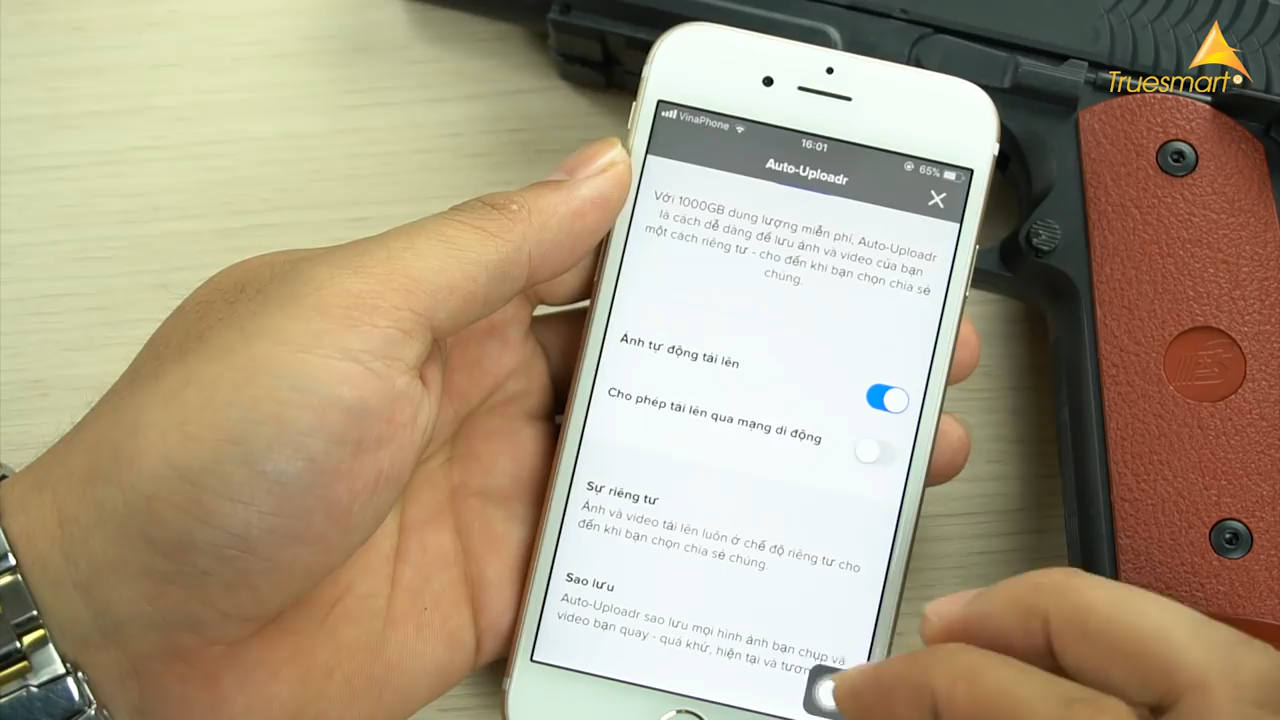 Truesmart
VinaPhone
16:01
65%
Auto-Uploadr
Với 1000GB dung lượng miễn phí, Auto-Uploadr
là cách dễ dàng để lưu ảnh và video của bạn
một cách riêng tư - cho đến khi bạn chọn chia sẻ
chúng.
Ảnh tự động tải lên
Cho phép tải lên qua mạng di động
Sự riêng tư
Ảnh và video tải lên luôn ở chế độ riêng tư cho
đến khi bạn chọn chia sẻ chúng.
Sao lưu
Auto-Uploadr sao lưu mọi hình ảnh bạn chụp và
video bạn quay - quá khứ, hiện tại và